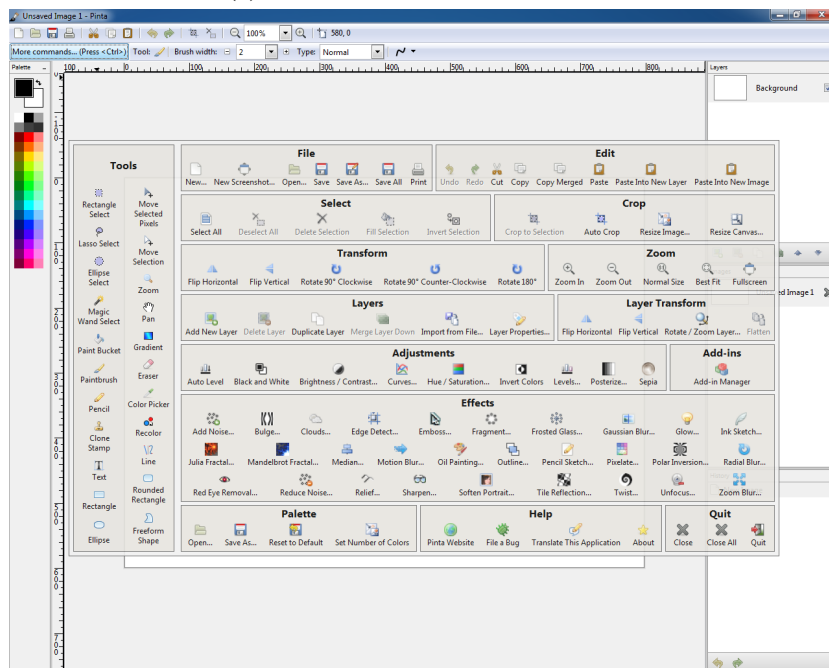 Unsaved Image 1 - Pinta
100%
580, 0
More commands... (Press <Ctrl>) Tool: Brush width: 2 Type: Normal
Palette
Layers
100 0 100 200 300 400 500 600 700 800
Background
Tools
Rectangle Select
Move Selected Pixels
Lasso Select
Move Selection
Ellipse Select
Zoom
Magic Wand Select
Pan
Paint Bucket
Gradient
Paintbrush
Eraser
Pencil
Color Picker
Clone Stamp
Recolor
Text
Line
Rectangle
Rounded Rectangle
Ellipse
Freeform Shape
File
New... New Screenshot... Open... Save Save As... Save All Print
Edit
Undo Redo Cut Copy Copy Merged Paste Paste Into New Layer Paste Into New Image
Select
Select All Deselect All Delete Selection Fill Selection Invert Selection
Crop
Crop to Selection Auto Crop Resize Image... Resize Canvas...
Transform
Flip Horizontal Flip Vertical Rotate 90° Clockwise Rotate 90° Counter-Clockwise Rotate 180°
Zoom
Zoom In Zoom Out Normal Size Best Fit Fullscreen
Layers
Add New Layer Delete Layer Duplicate Layer Merge Layer Down Import from File... Layer Properties...
Layer Transform
Flip Horizontal Flip Vertical Rotate / Zoom Layer... Flatten
ed Image 1
Adjustments
Auto Level Black and White Brightness / Contrast... Curves... Hue / Saturation... Invert Colors Levels... Posterize... Sepia
Add-ins
Add-in Manager
Effects
Add Noise... Bulge... Clouds... Edge Detect... Emboss... Fragment... Frosted Glass... Gaussian Blur... Glow... Ink Sketch...
Julia Fractal... Mandelbrot Fractal... Median... Motion Blur... Oil Painting... Outline... Pencil Sketch... Pixelate... Polar Inversion... Radial Blur...
Red Eye Removal... Reduce Noise... Relief... Sharpen... Soften Portrait... Tile Reflection... Twist... Unfocus... Zoom Blur...
Palette
Open... Save As... Reset to Default Set Number of Colors
Help
Pinta Website File a Bug Translate This Application About
Quit
Close Close All Quit